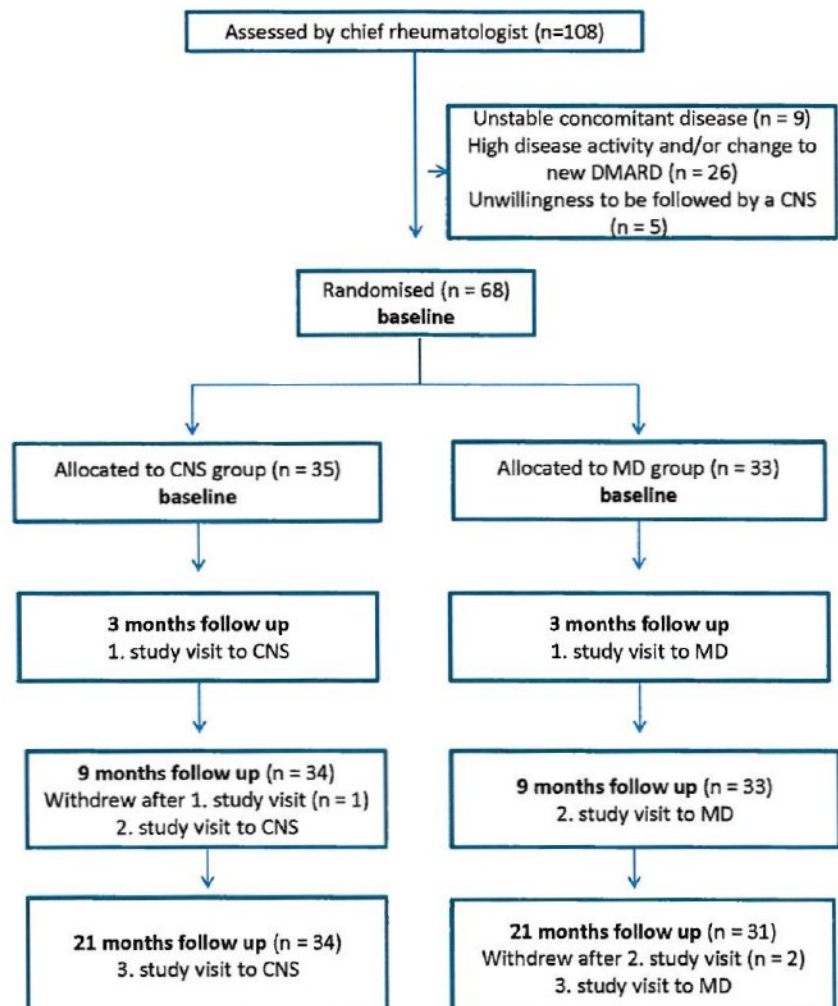 Assessed by chief rheumatologist (n=108)
Unstable concomitant disease (n = 9)
High disease activity and/or change to
new DMARD (n = 26)
Unwillingness to be followed by a CNS
(n = 5)
Randomised (n = 68)
baseline
Allocated to CNS group (n = 35)
baseline
Allocated to MD group (n = 33)
baseline
3 months follow up
1. study visit to CNS
3 months follow up
1. study visit to MD
9 months follow up (n = 34)
Withdrew after 1. study visit (n = 1)
2. study visit to CNS
9 months follow up (n = 33)
2. study visit to MD
21 months follow up (n = 34)
3. study visit to CNS
21 months follow up (n = 31)
Withdrew after 2. study visit (n = 2)
3. study visit to MD